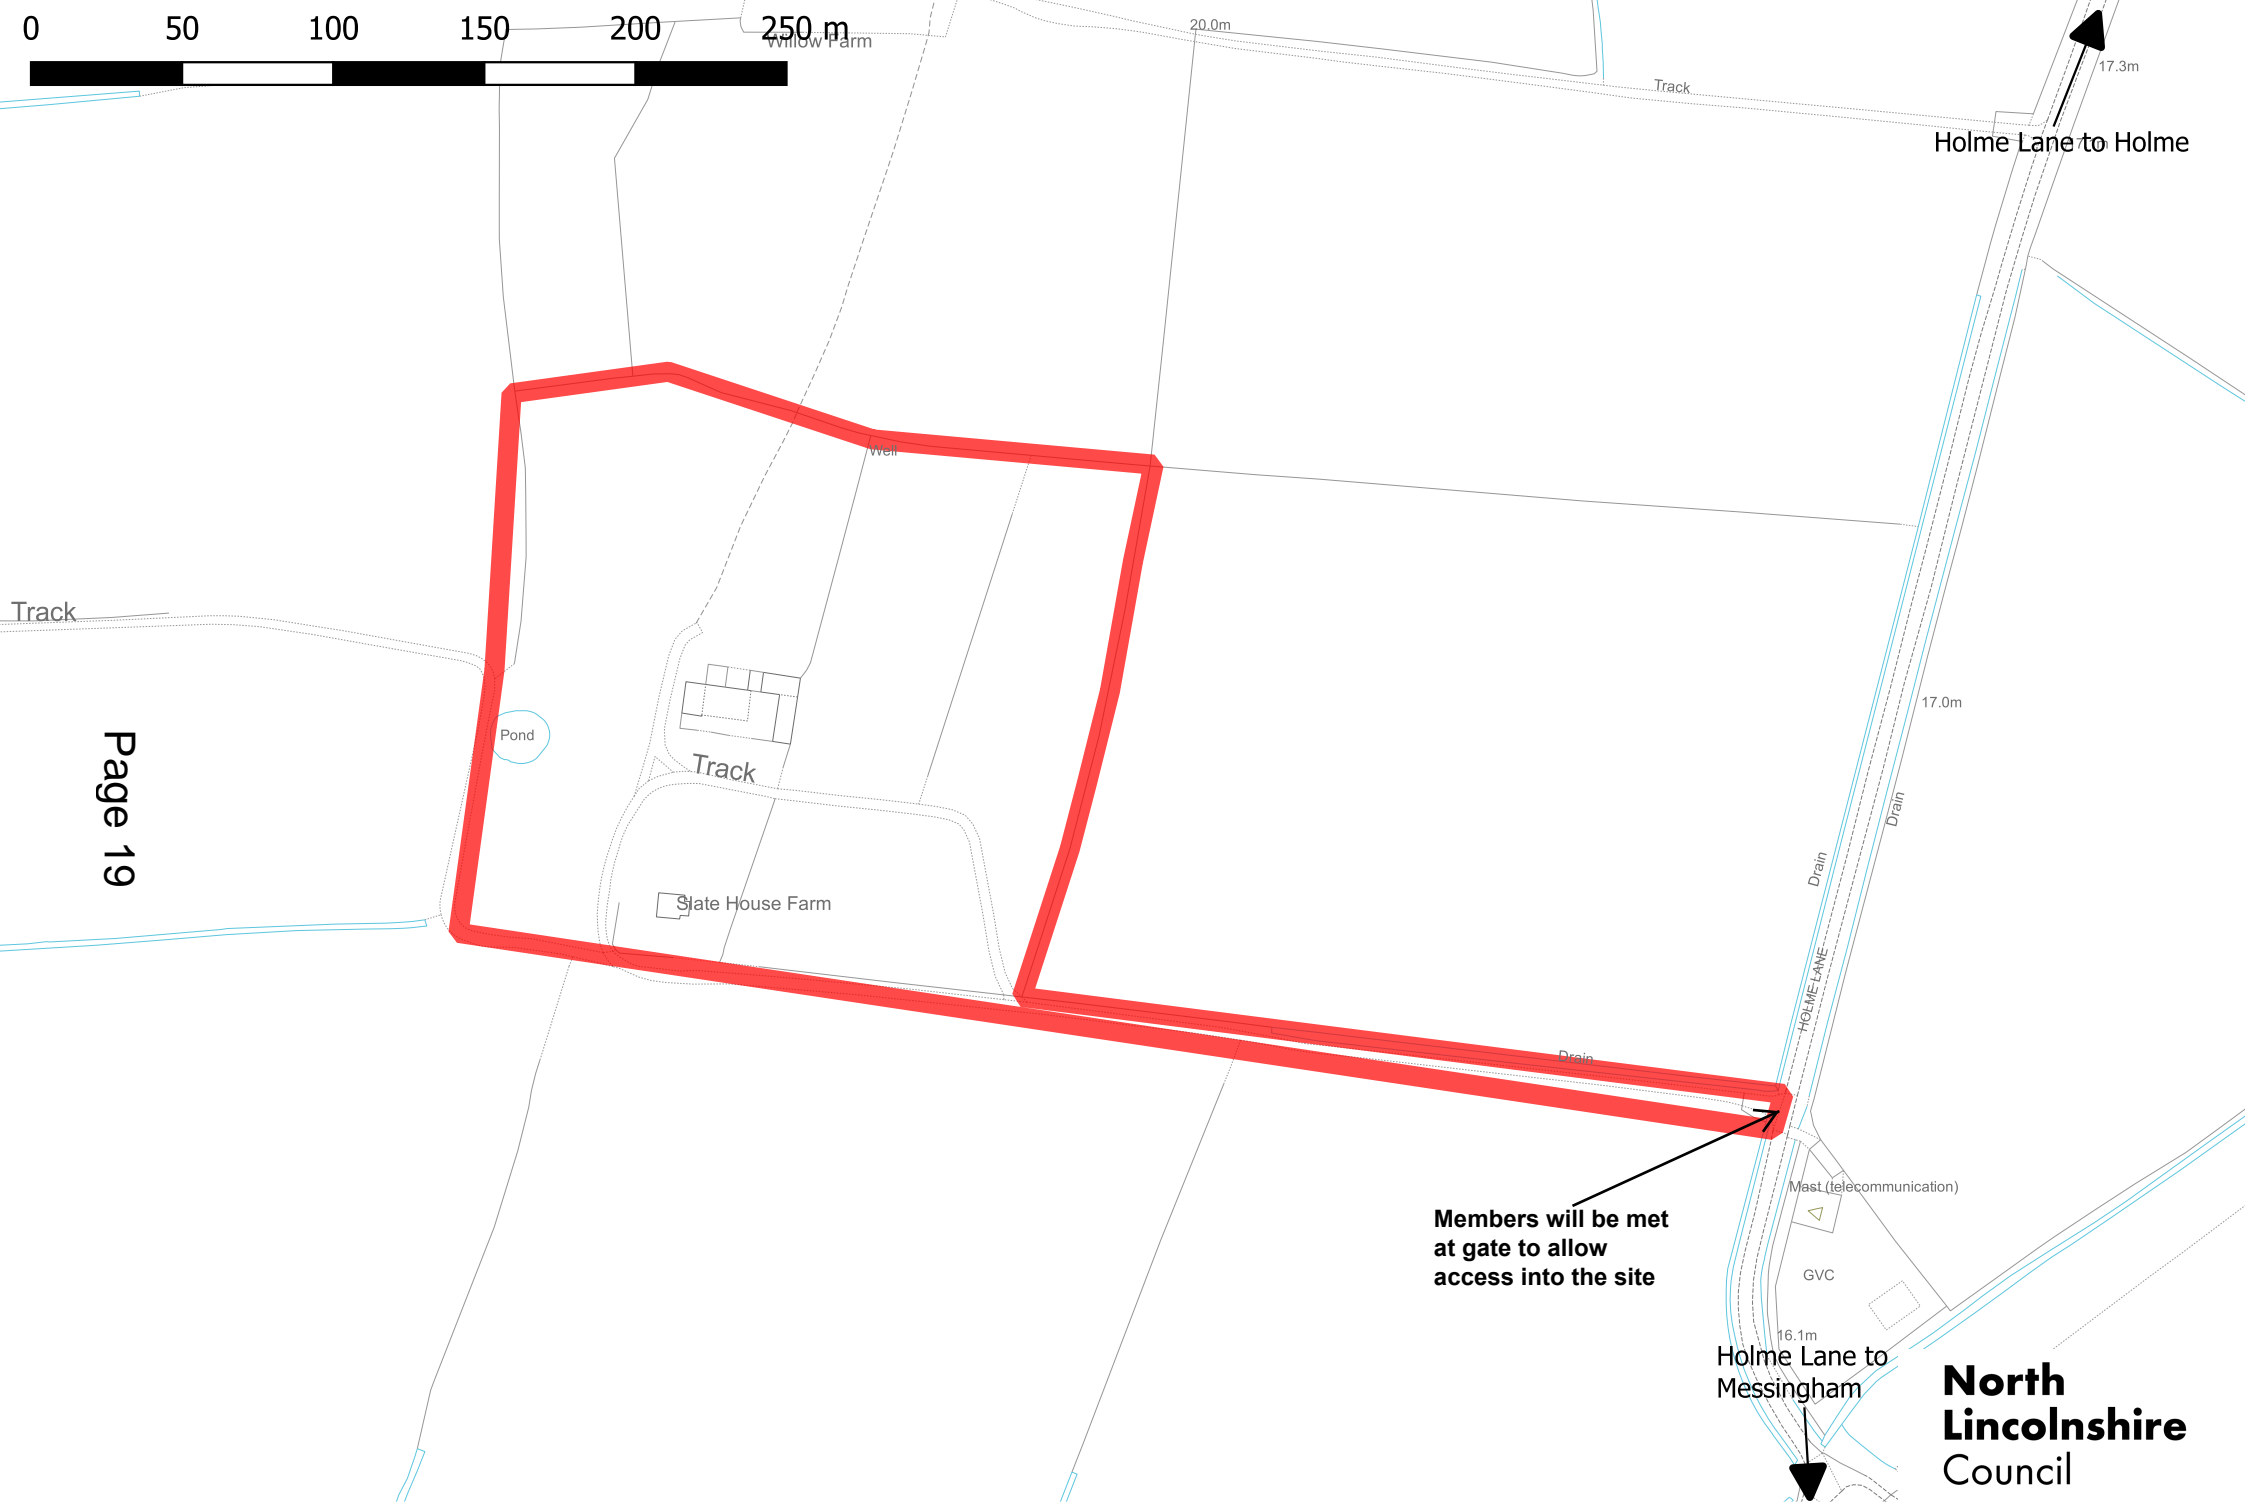 0 50 100 150 200 250 m
Willow Farm
20.0m
Track
17.3m
Holme Lane to Holme
Well
Track
17.0m
Pond
Track
Page 19
Drain
Drain
Slate House Farm
HOLME LANE
Drain
Mast (telecommunication)
Members will be met
at gate to allow
access into the site
GVC
16.1m
Holme Lane to
Messingham
North
Lincolnshire
Council